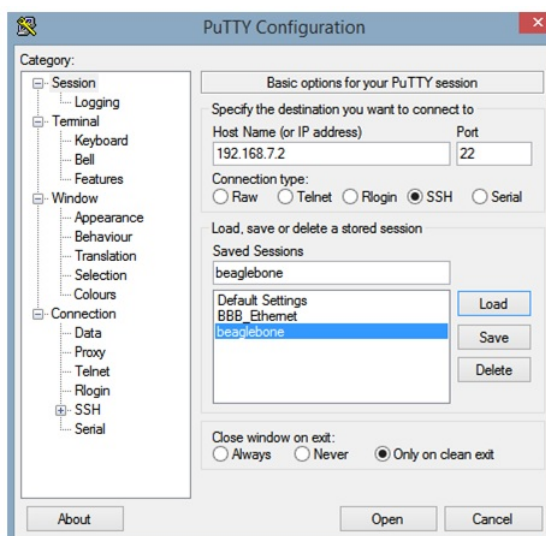 PuTTY Configuration
Category:
Session
Logging
Terminal
Keyboard
Bell
Features
Window
Appearance
Behaviour
Translation
Selection
Colours
Connection
Data
Proxy
Telnet
Rlogin
SSH
Serial
Basic options for your PuTTY session
Specify the destination you want to connect to
Host Name (or IP address) Port
192.168.7.2 22
Connection type:
Raw Telnet Rlogin SSH Serial
Load, save or delete a stored session
Saved Sessions
beaglebone
Default Settings
BBB_Ethernet
beaglebone
Load
Save
Delete
Close window on exit:
Always Never Only on clean exit
About Open Cancel